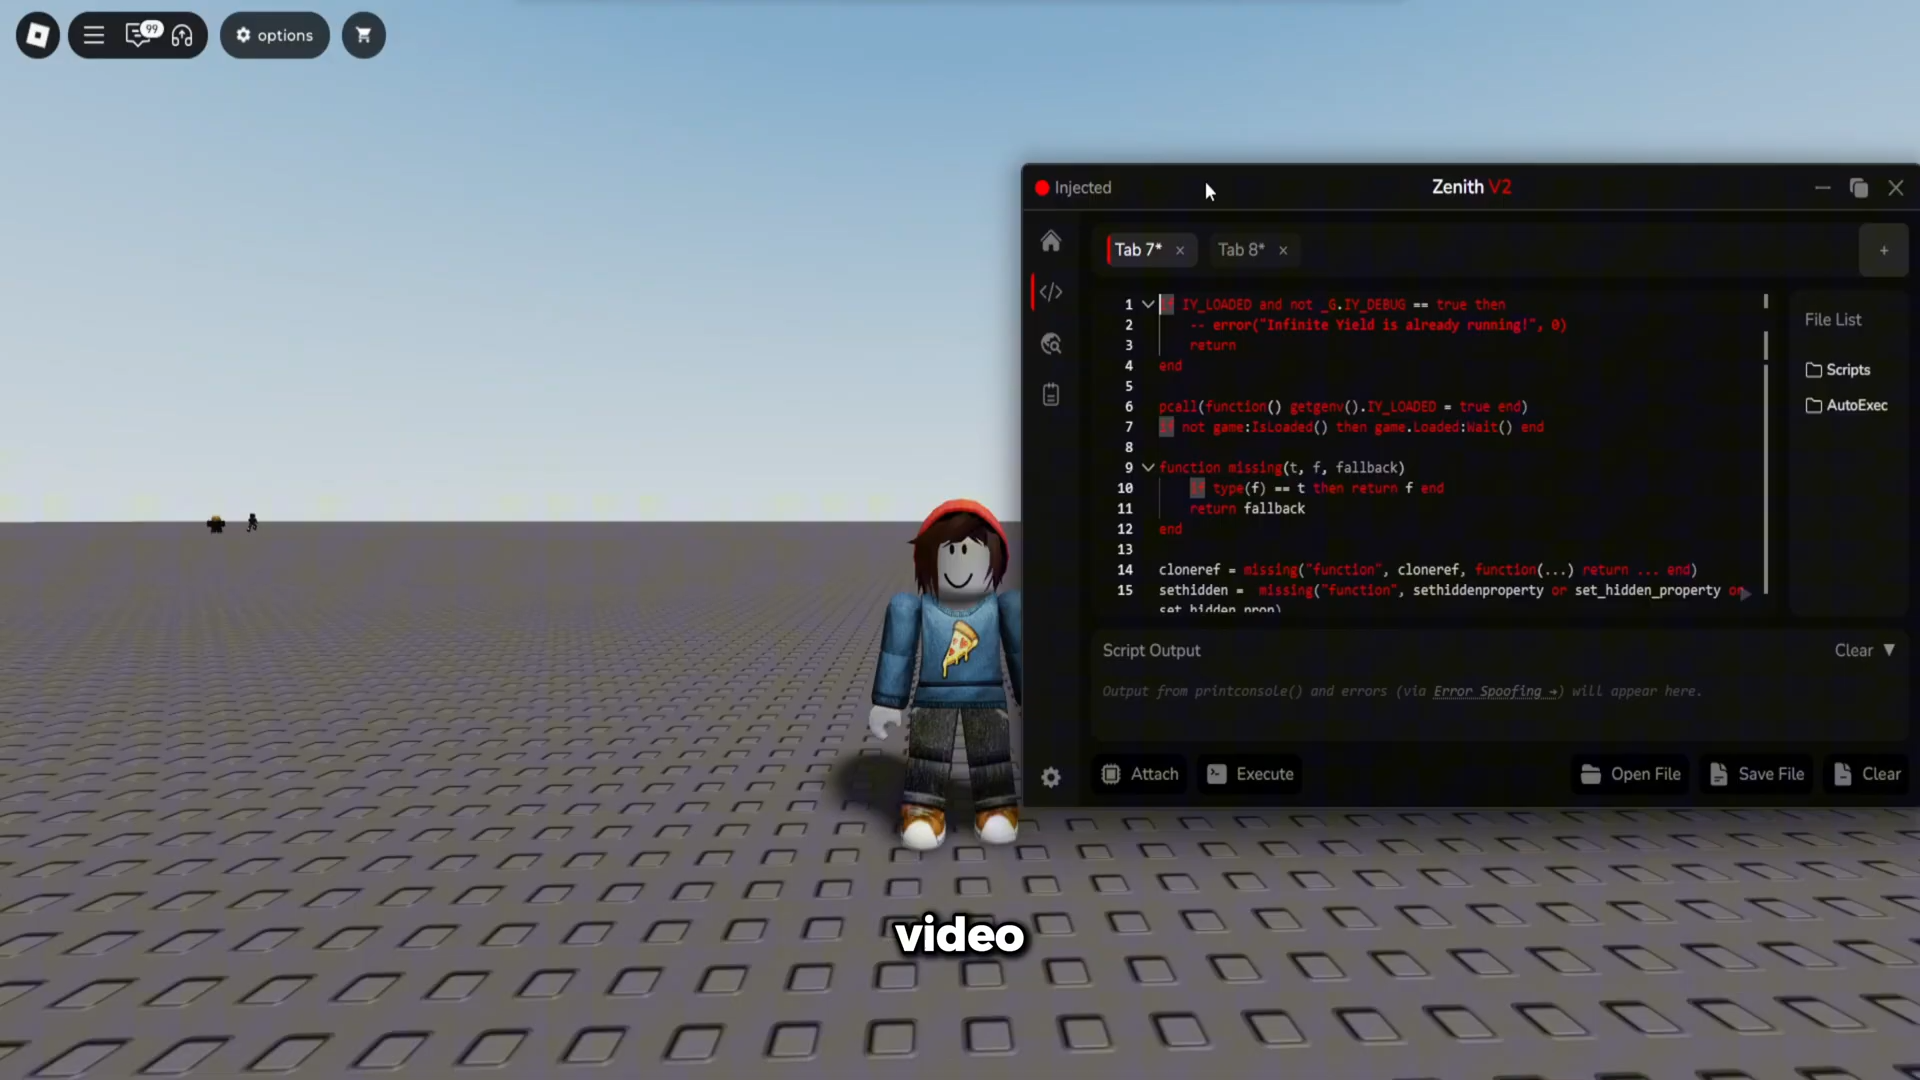 99
options
Injected
Zenith V2
Tab 7*
Tab 8*
+
1 if IY_LOADED and not _G.IY_DEBUG == true then
2 -- error("Infinite Yield is already running!", 0)
3 return
4 end
5
6 pcall(function() getgenv().IY_LOADED = true end)
7 if not game:IsLoaded() then game.Loaded:Wait() end
8
9 function missing(t, f, fallback)
10 if type(f) == t then return f end
11 return fallback
12 end
13
14 cloneref = missing("function", cloneref, function(...) return ... end)
15 sethidden =  missing("function", sethiddenproperty or set_hidden_property or
set_hidden_prop)
File List
Scripts
AutoExec
Script Output
Clear
Output from printconsole() and errors (via Error Spoofing →) will appear here.
Attach
Execute
Open File
Save File
Clear
video